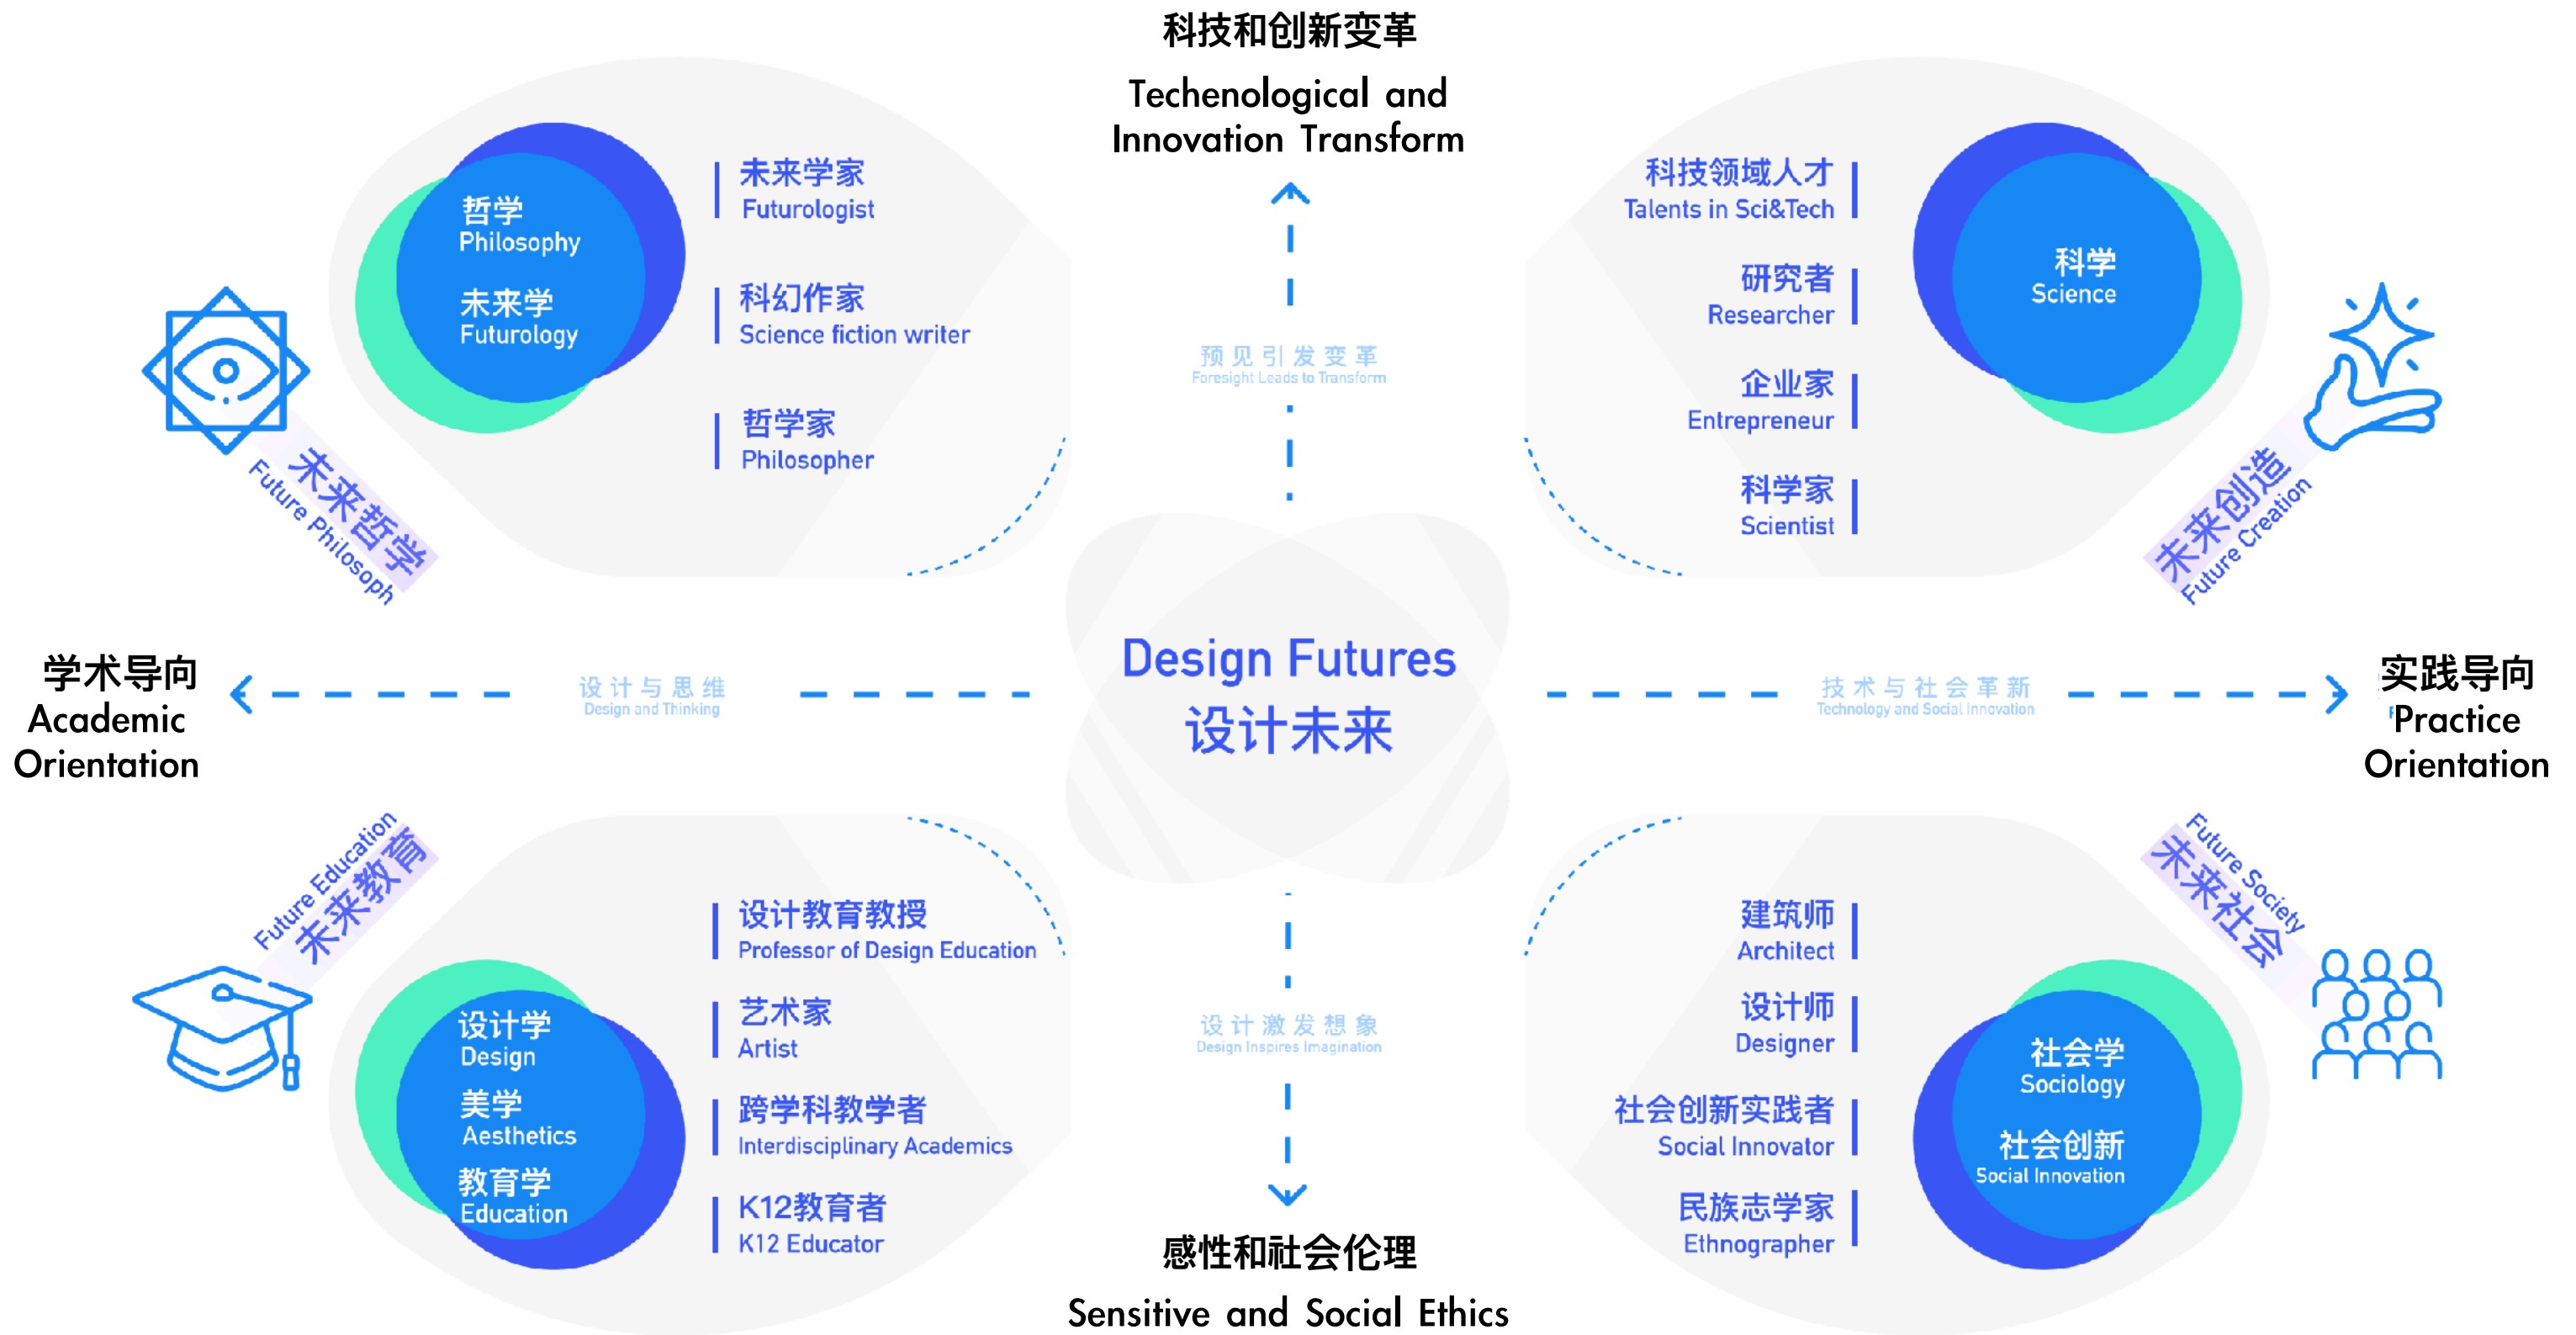 科技和创新变革
Techenological and
Innovation Transform
哲学
Philosophy
未来学
Futurology
未来学家
Futurologist
科幻作家
Science fiction writer
哲学家
Philosopher
未来哲学
Future Philosoph
预见引发变革
Foresight Leads to Transform
科技领域人才
Talents in Sci&Tech
研究者
Researcher
企业家
Entrepreneur
科学家
Scientist
科学
Science
未来创造
Future Creation
学术导向
Academic
Orientation
设计与思维
Design and Thinking
Design Futures
设计未来
技术与社会革新
Technology and Social Innovation
实践导向
Practice
Orientation
Future Education
未来教育
设计学
Design
美学
Aesthetics
教育学
Education
设计教育教授
Professor of Design Education
艺术家
Artist
跨学科教学者
Interdisciplinary Academics
K12教育者
K12 Educator
设计激发想象
Design Inspires Imagination
建筑师
Architect
设计师
Designer
社会创新实践者
Social Innovator
民族志学家
Ethnographer
Future Society
未来社会
社会学
Sociology
社会创新
Social Innovation
感性和社会伦理
Sensitive and Social Ethics